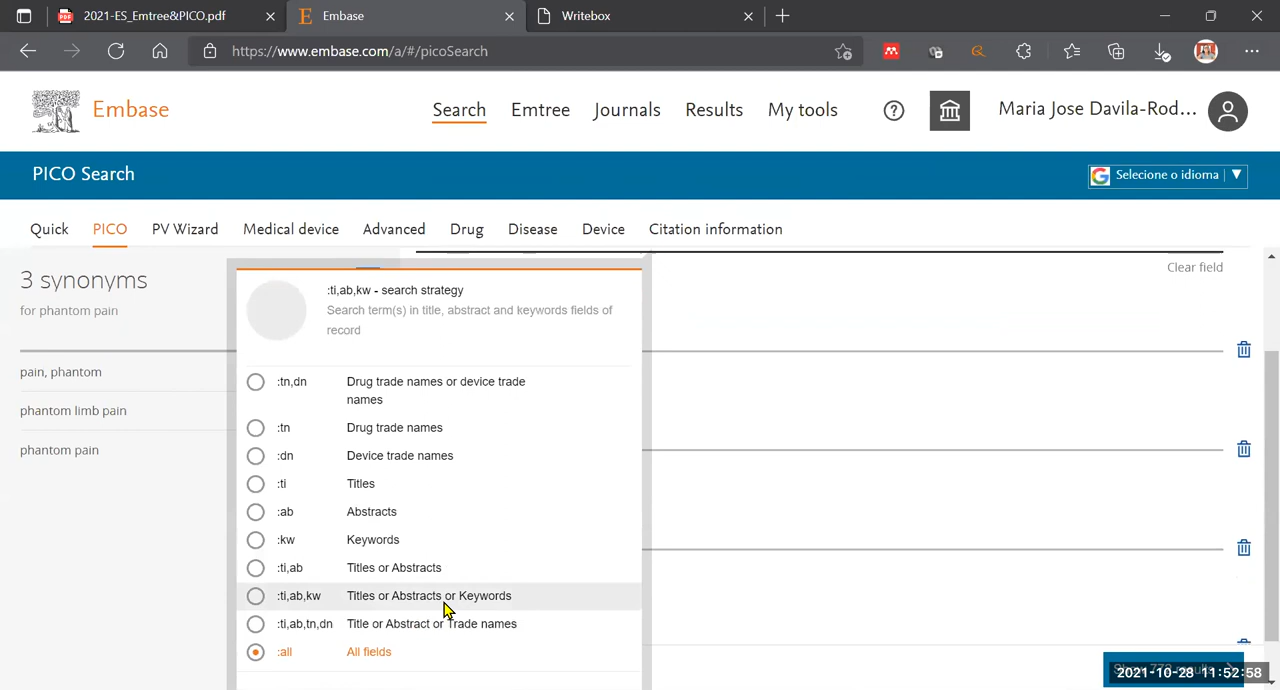 2021-ES_Emtree&PICO.pdf
Embase
Writebox
https://www.embase.com/a/#/picoSearch
Embase
Search
Emtree
Journals
Results
My tools
Maria Jose Davila-Rod...
PICO Search
Selecione o idioma
Quick
PICO
PV Wizard
Medical device
Advanced
Drug
Disease
Device
Citation information
3 synonyms
for phantom pain
pain, phantom
phantom limb pain
phantom pain
Clear field
:ti,ab,kw - search strategy
Search term(s) in title, abstract and keywords fields of
record
:tn,dn Drug trade names or device trade
names
:tn Drug trade names
:dn Device trade names
:ti Titles
:ab Abstracts
:kw Keywords
:ti,ab Titles or Abstracts
:ti,ab,kw Titles or Abstracts or Keywords
:ti,ab,tn,dn Title or Abstract or Trade names
:all All fields
2021-10-28 11:52:58